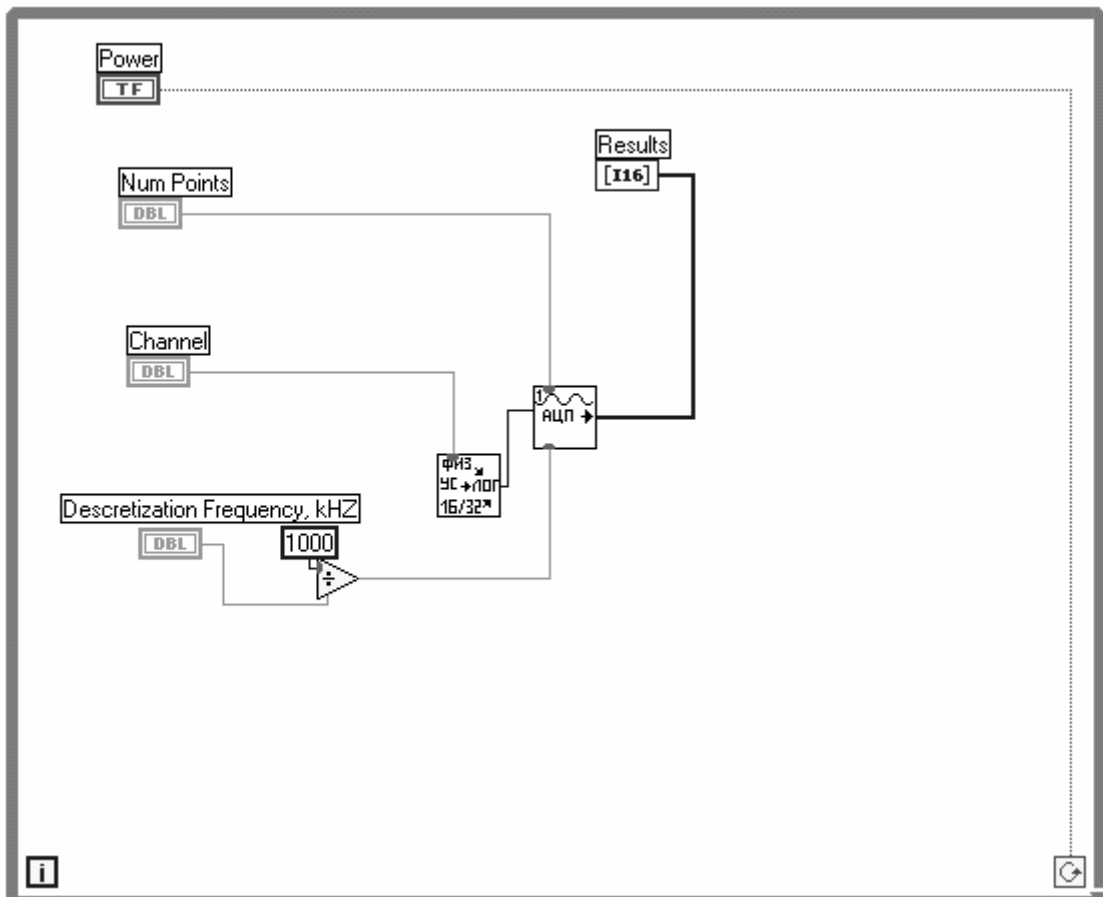 Power
TF
Results
[I16]
Num Points
DBL
Channel
DBL
1
АЦП
ФИЗ
УС→ЛОГ
16/32
Descretization Frequency, kHZ
DBL
1000
÷
i